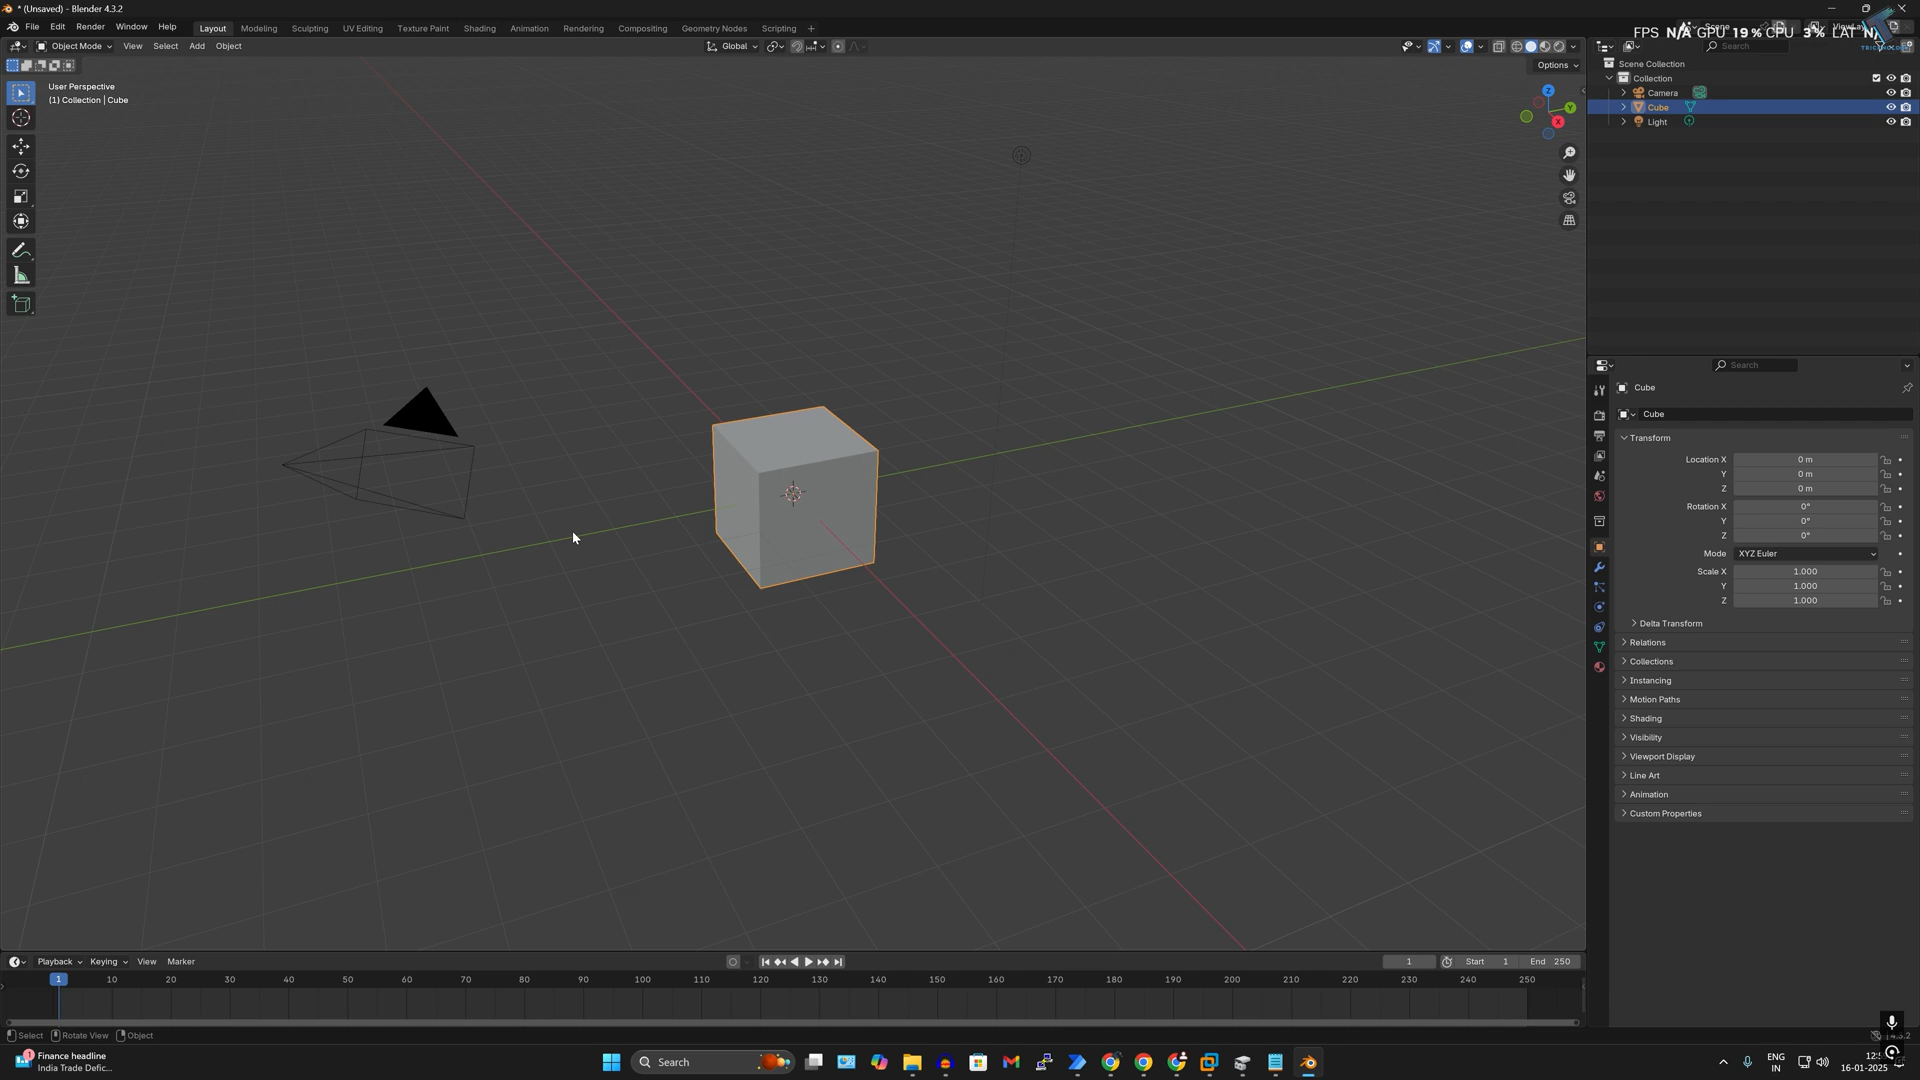 * (Unsaved) - Blender 4.3.2
File Edit Render Window Help Layout Modeling Sculpting UV Editing Texture Paint Shading Animation Rendering Compositing Geometry Nodes Scripting +
FPS N/A GPU 19 % CPU 3 % LAT
Object Mode View Select Add Object Global Search
Options
User Perspective
(1) Collection | Cube
Z
Y
X
Scene Collection
Collection
Camera
Cube
Light
Search
Cube
Cube
Transform
Location X 0 m
Y 0 m
Z 0 m
Rotation X 0°
Y 0°
Z 0°
Mode XYZ Euler
Scale X 1.000
Y 1.000
Z 1.000
Delta Transform
Relations
Collections
Instancing
Motion Paths
Shading
Visibility
Viewport Display
Line Art
Animation
Custom Properties
Playback Keying View Marker 1 Start 1 End 250
1 10 20 30 40 50 60 70 80 90 100 110 120 130 140 150 160 170 180 190 200 210 220 230 240 250
Select Rotate View Object
1 Finance headline
India Trade Defic...
Search
ENG
IN
16-01-2025